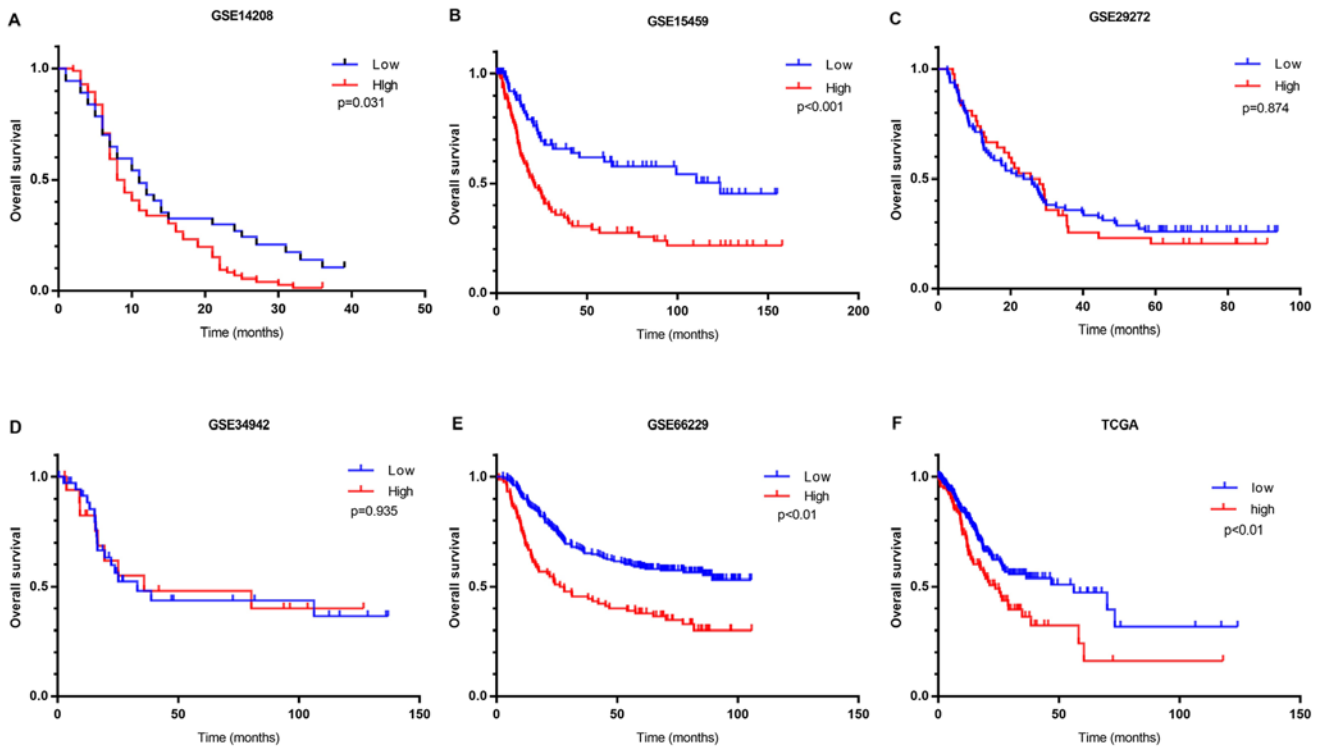 A
GSE14208
Overall survival
1.0
0.5
0.0
0
10
20
30
40
50
Time (months)
Low
HIgh
p=0.031
B
GSE15459
Overall survival
1.0
0.5
0.0
0
50
100
150
200
Time (months)
Low
High
p<0.001
C
GSE29272
Overall survival
1.0
0.5
0.0
0
20
40
60
80
100
Time (months)
Low
High
p=0.874
D
GSE34942
Overall survival
1.0
0.5
0.0
0
50
100
150
Time (months)
Low
High
p=0.935
E
GSE66229
Overall survival
1.0
0.5
0.0
0
50
100
150
Time (months)
Low
High
p<0.01
F
TCGA
Overall survival
1.0
0.5
0.0
0
50
100
150
Time (months)
low
high
p<0.01